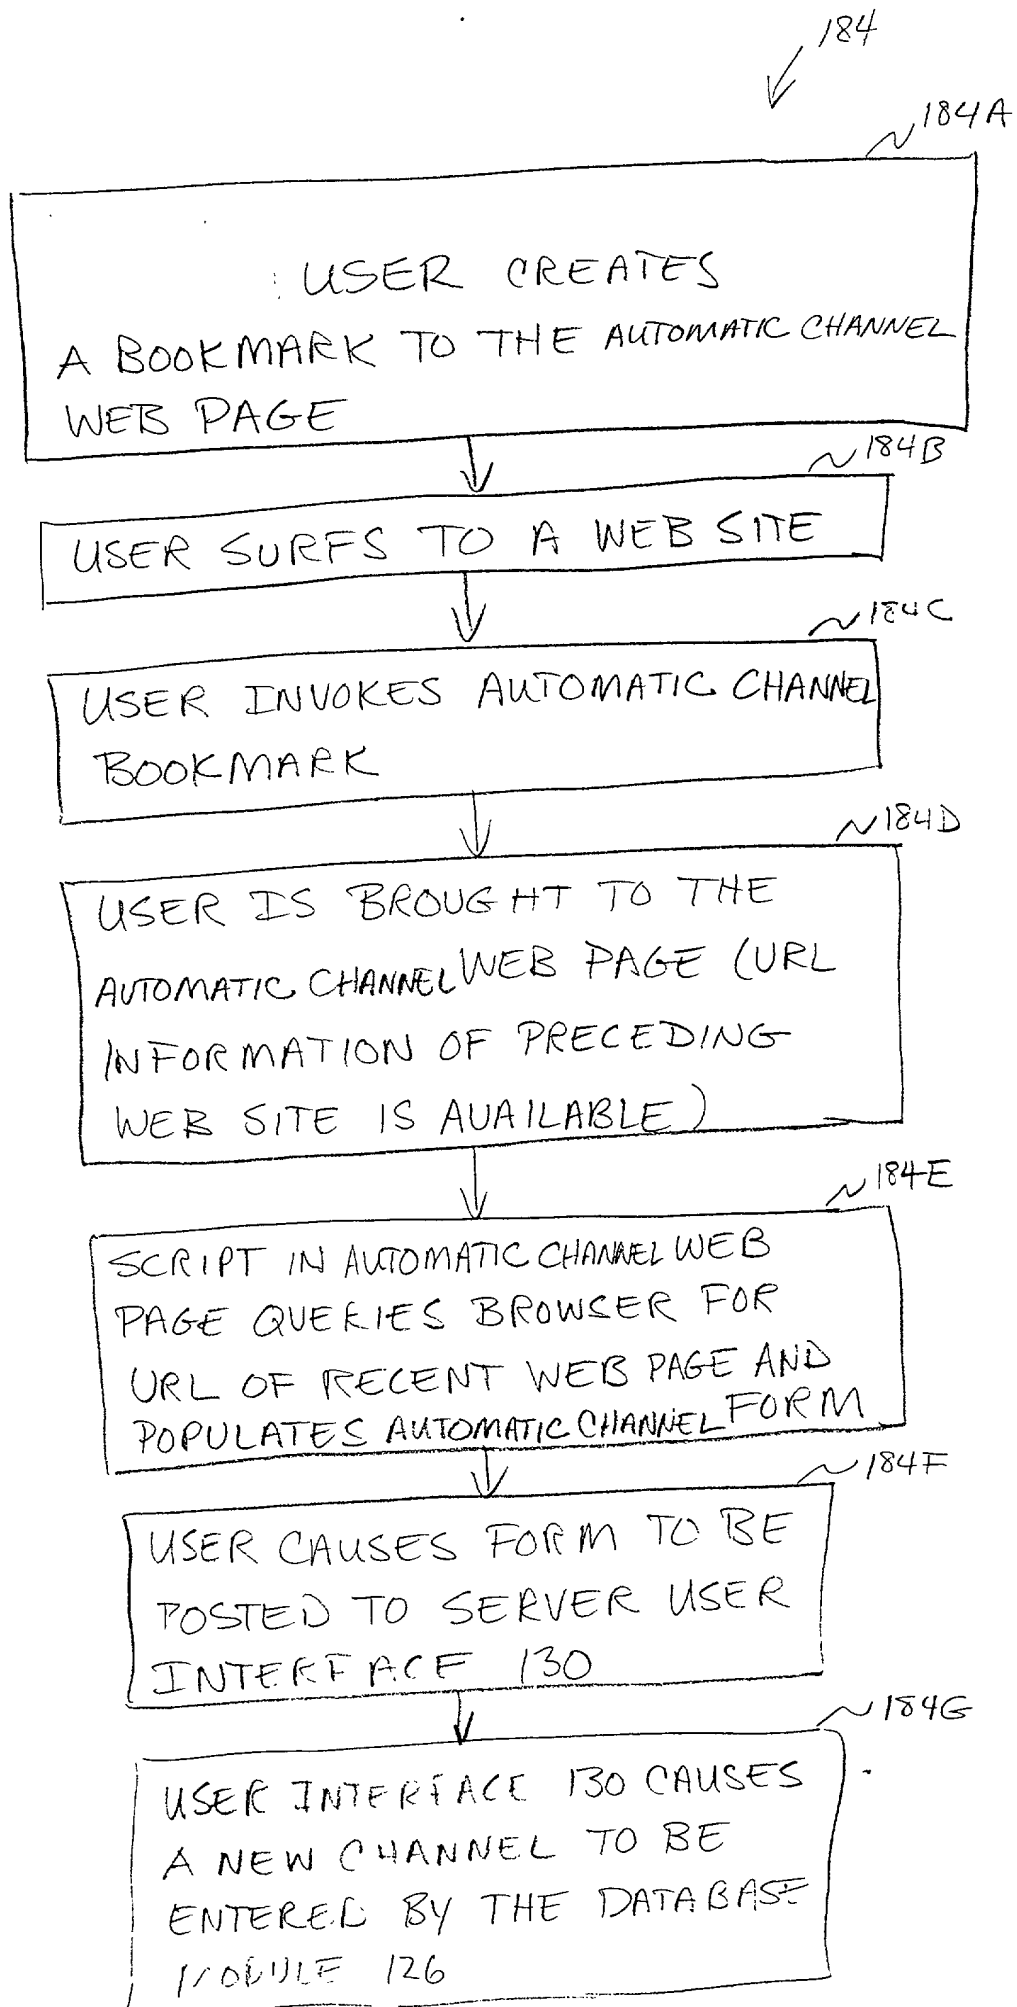 184
184A
USER CREATES
A BOOKMARK TO THE AUTOMATIC CHANNEL
WEB PAGE
184B
USER SURFS TO A WEB SITE
184C
USER INVOKES AUTOMATIC CHANNEL
BOOKMARK
184D
USER IS BROUGHT TO THE
AUTOMATIC CHANNEL WEB PAGE (URL
INFORMATION OF PRECEDING
WEB SITE IS AVAILABLE)
184E
SCRIPT IN AUTOMATIC CHANNEL WEB
PAGE QUERIES BROWSER FOR
URL OF RECENT WEB PAGE AND
POPULATES AUTOMATIC CHANNEL FORM
184F
USER CAUSES FORM TO BE
POSTED TO SERVER USER
INTERFACE 130
184G
USER INTERFACE 130 CAUSES
A NEW CHANNEL TO BE
ENTERED BY THE DATABASE
MODULE 126